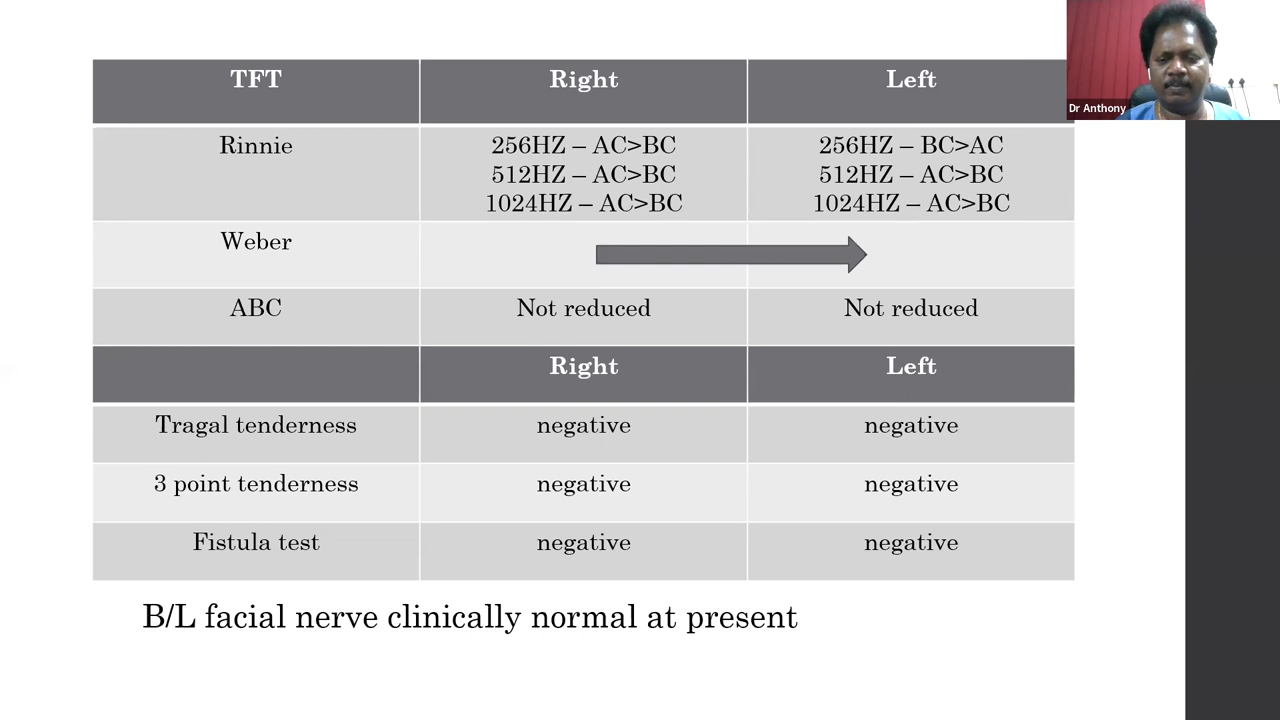 TFT Right Left
Rinnie 256HZ – AC>BC 256HZ – BC>AC
512HZ – AC>BC 512HZ – AC>BC
1024HZ – AC>BC 1024HZ – AC>BC
Weber
ABC Not reduced Not reduced
Right Left
Tragal tenderness negative negative
3 point tenderness negative negative
Fistula test negative negative
B/L facial nerve clinically normal at present
Dr Anthony